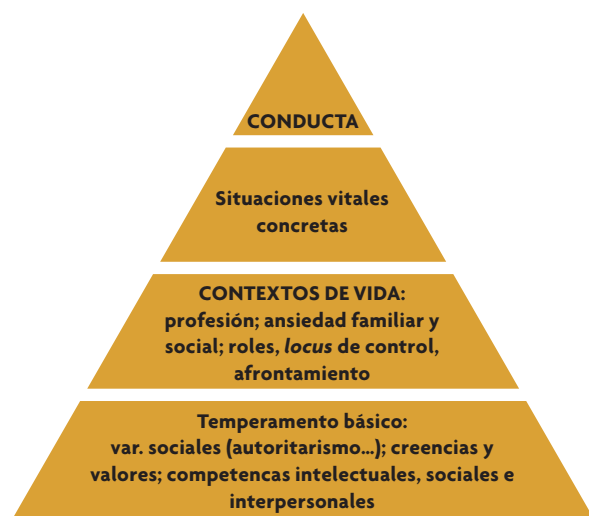 CONDUCTA
Situaciones vitales
concretas
CONTEXTOS DE VIDA:
profesión; ansiedad familiar y
social; roles, locus de control,
afrontamiento
Temperamento básico:
var. sociales (autoritarismo...); creencias y
valores; competencas intelectuales, sociales e
interpersonales